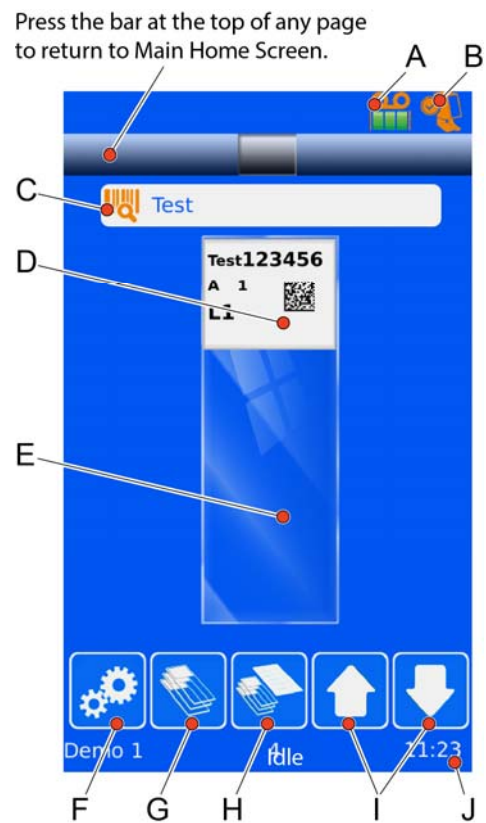 Press the bar at the top of any page
to return to Main Home Screen.
A
B
C
Test
D
Test123456
A 1
L1
E
Demo 1
4
Idle
11:23
F
G
H
I
J